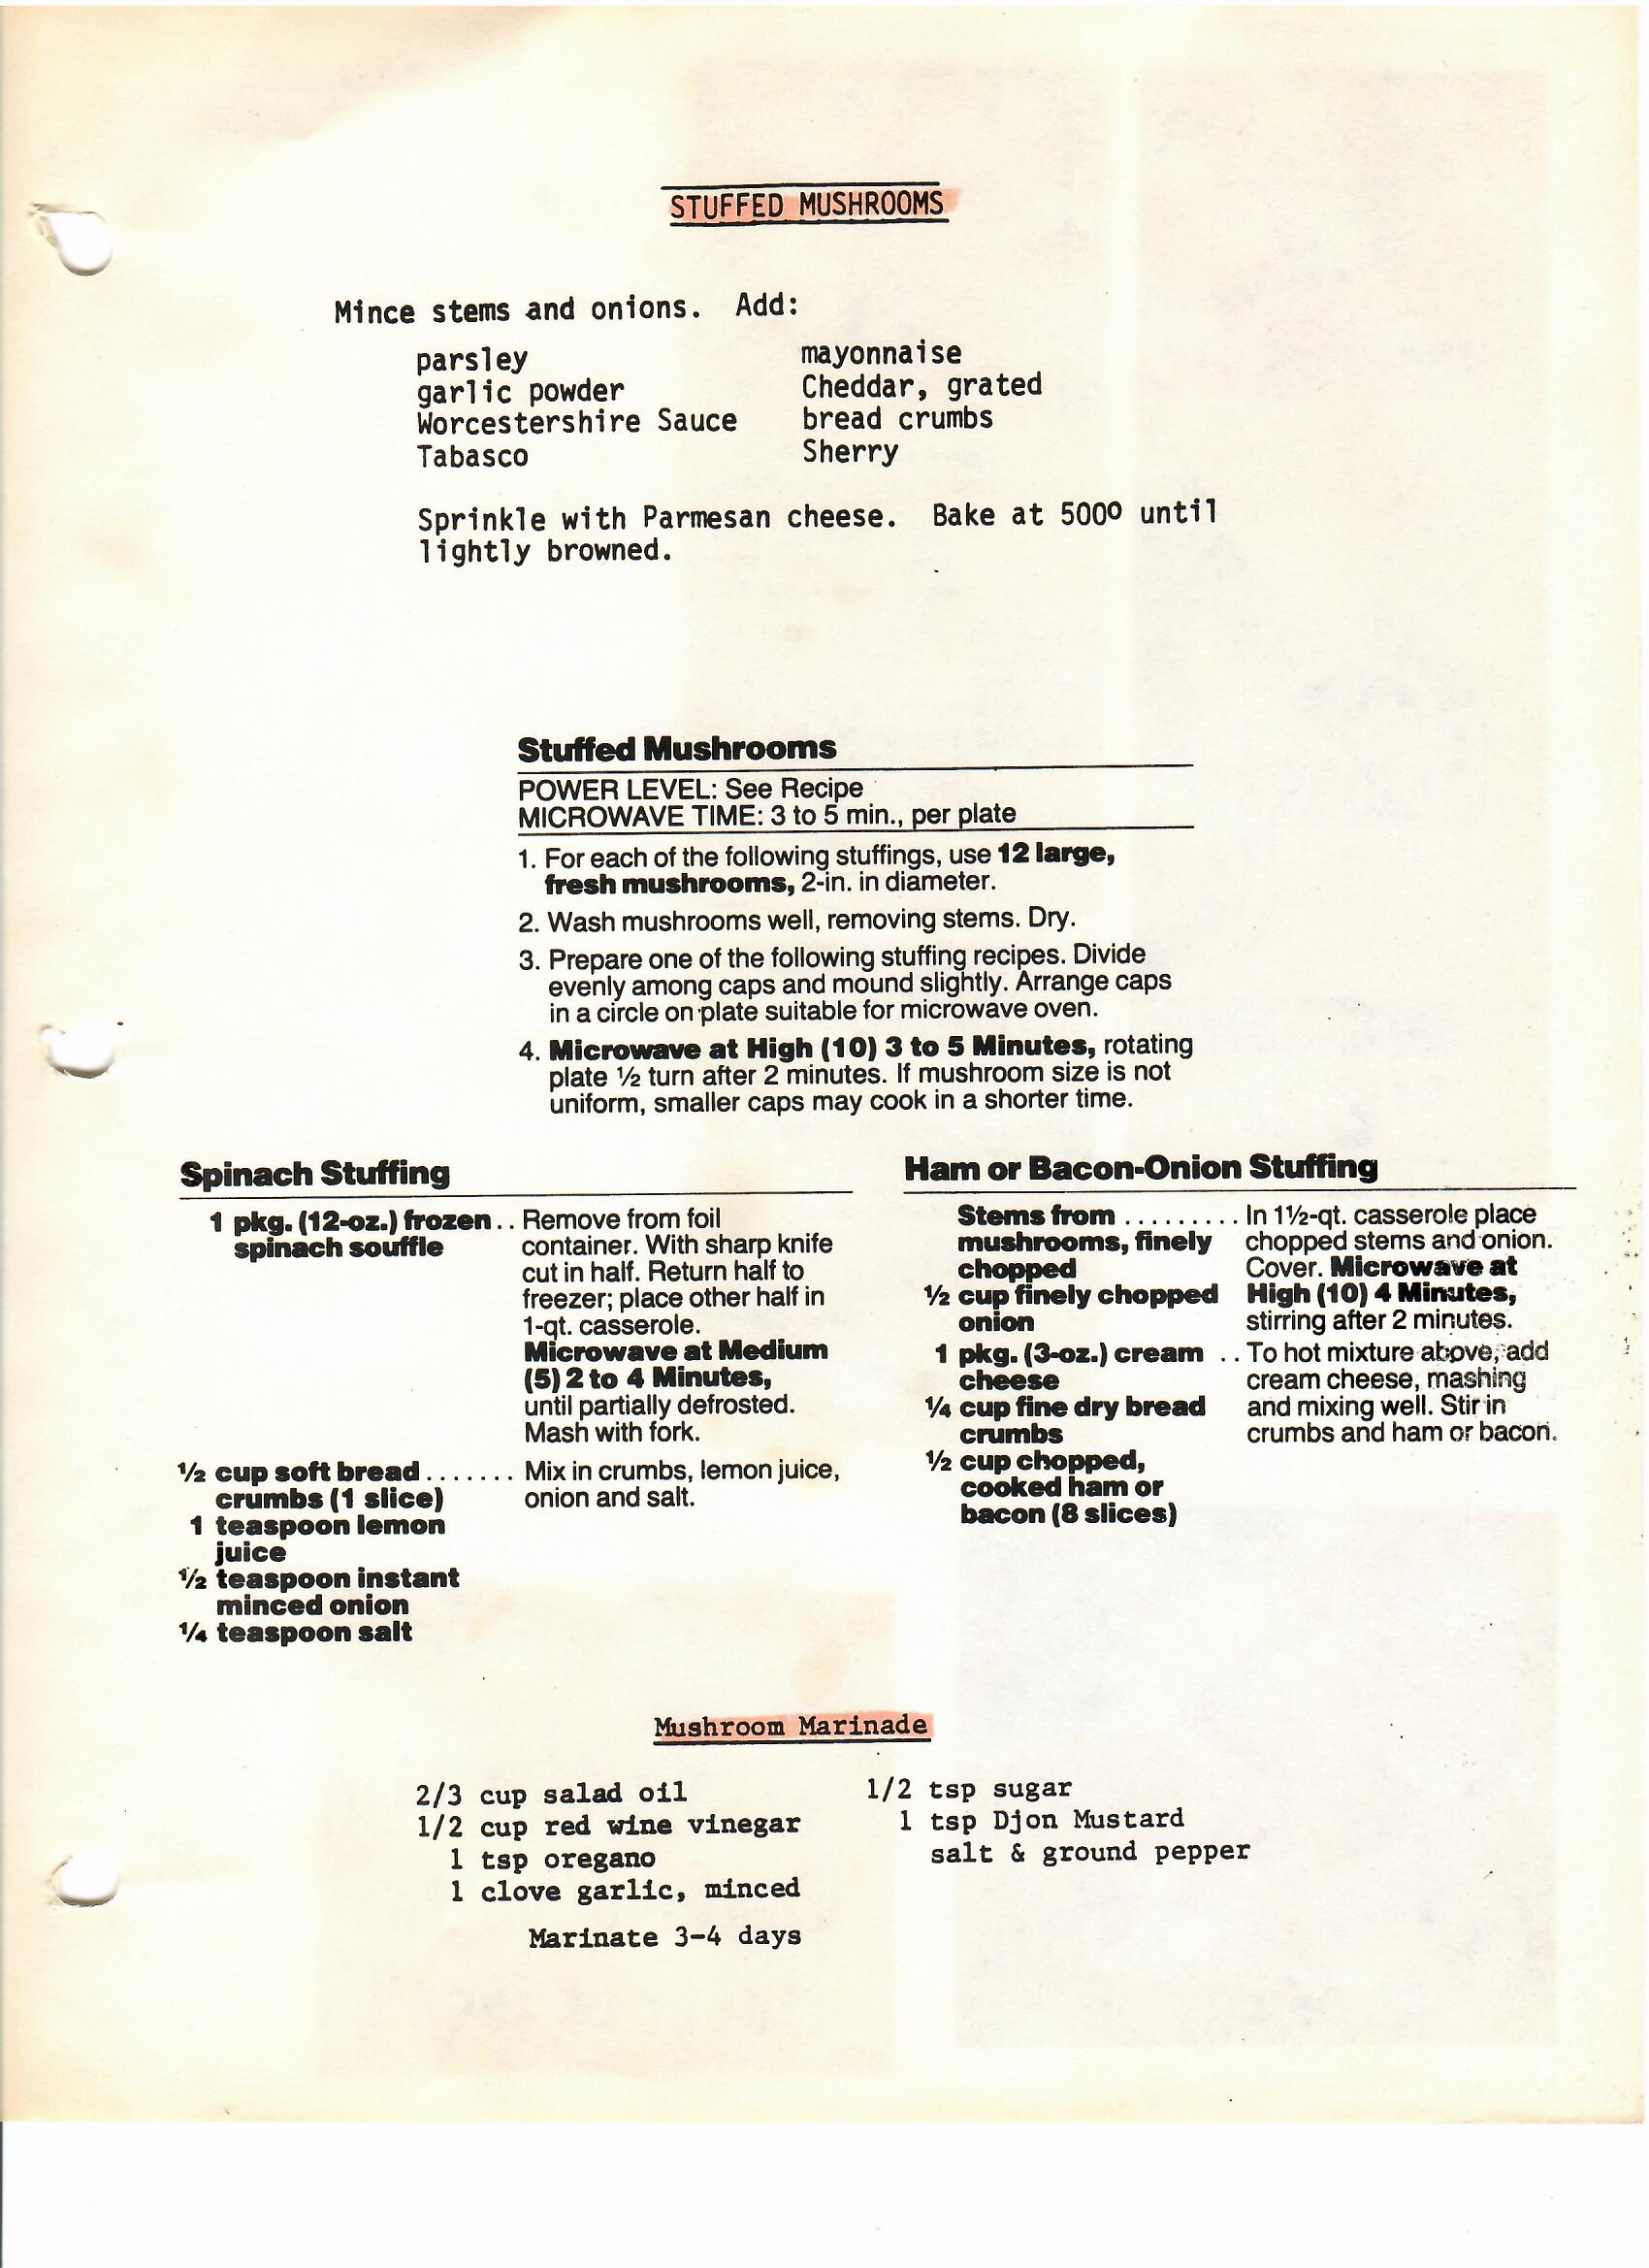 STUFFED MUSHROOMS
Mince stems and onions. Add:
parsley
garlic powder
Worcestershire Sauce
Tabasco
mayonnaise
Cheddar, grated
bread crumbs
Sherry
Sprinkle with Parmesan cheese. Bake at 500º until
lightly browned.
Stuffed Mushrooms
POWER LEVEL: See Recipe
MICROWAVE TIME: 3 to 5 min., per plate
1. For each of the following stuffings, use 12 large,
fresh mushrooms, 2-in. in diameter.
2. Wash mushrooms well, removing stems. Dry.
3. Prepare one of the following stuffing recipes. Divide
evenly among caps and mound slightly. Arrange caps
in a circle on plate suitable for microwave oven.
4. Microwave at High (10) 3 to 5 Minutes, rotating
plate ½ turn after 2 minutes. If mushroom size is not
uniform, smaller caps may cook in a shorter time.
Spinach Stuffing
1 pkg. (12-oz.) frozen ..
spinach souffle
Remove from foil
container. With sharp knife
cut in half. Return half to
freezer; place other half in
1-qt. casserole.
Microwave at Medium
(5) 2 to 4 Minutes,
until partially defrosted.
Mash with fork.
½ cup soft bread .......
crumbs (1 slice)
1 teaspoon lemon
juice
½ teaspoon instant
minced onion
¼ teaspoon salt
Mix in crumbs, lemon juice,
onion and salt.
Ham or Bacon-Onion Stuffing
Stems from .........
mushrooms, finely
chopped
½ cup finely chopped
onion
In 1½-qt. casserole place
chopped stems and onion.
Cover. Microwave at
High (10) 4 Minutes,
stirring after 2 minutes.
1 pkg. (3-oz.) cream ..
cheese
¼ cup fine dry bread
crumbs
½ cup chopped,
cooked ham or
bacon (8 slices)
To hot mixture above, add
cream cheese, mashing
and mixing well. Stir in
crumbs and ham or bacon.
Mushroom Marinade
2/3 cup salad oil
1/2 cup red wine vinegar
1 tsp oregano
1 clove garlic, minced
1/2 tsp sugar
1 tsp Djon Mustard
salt & ground pepper
Marinate 3-4 days